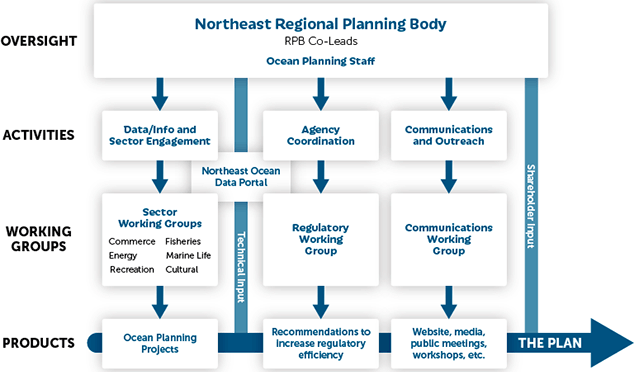 OVERSIGHT
Northeast Regional Planning Body
RPB Co-Leads
Ocean Planning Staff
ACTIVITIES
Data/Info and
Sector Engagement
Agency
Coordination
Communications
and Outreach
Northeast Ocean
Data Portal
WORKING
GROUPS
Sector
Working Groups
Commerce Fisheries
Energy Marine Life
Recreation Cultural
Technical Input
Regulatory
Working
Group
Communications
Working
Group
Shareholder Input
PRODUCTS
Ocean Planning
Projects
Recommendations to
increase regulatory
efficiency
Website, media,
public meetings,
workshops, etc.
THE PLAN